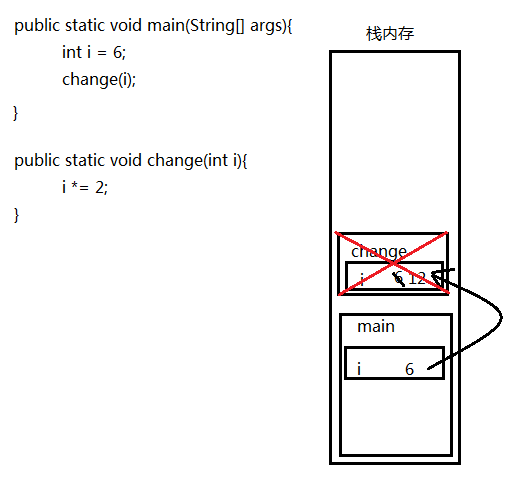 public static void main(String[] args){
int i = 6;
change(i);
}
public static void change(int i){
i *= 2;
}
栈内存
change
i 6 12
main
i 6